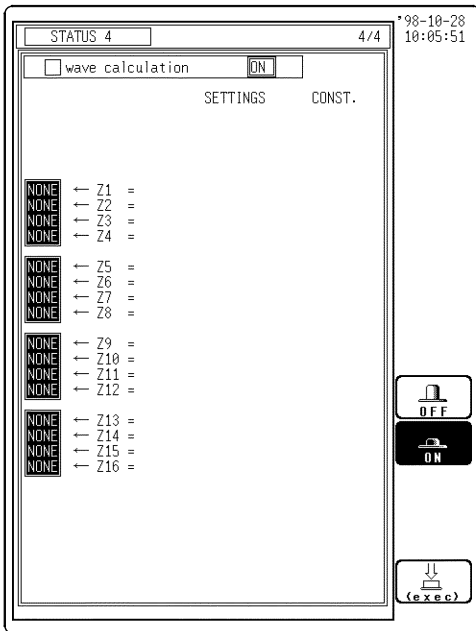 '98-10-28
STATUS 4 4/4
10:05:51
wave calculation ON
SETTINGS CONST.
NONE ← Z1 =
NONE ← Z2 =
NONE ← Z3 =
NONE ← Z4 =
NONE ← Z5 =
NONE ← Z6 =
NONE ← Z7 =
NONE ← Z8 =
NONE ← Z9 =
NONE ← Z10 =
NONE ← Z11 =
NONE ← Z12 =
NONE ← Z13 =
NONE ← Z14 =
NONE ← Z15 =
NONE ← Z16 =
OFF
ON
(exec)